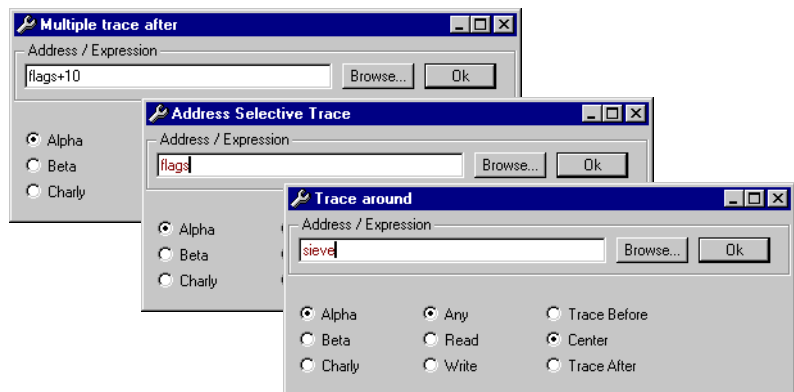 Multiple trace after
Address / Expression
flags+10
Browse... Ok
Alpha
Beta
Charly
Address Selective Trace
Address / Expression
flags
Browse... Ok
Alpha
Beta
Charly
Trace around
Address / Expression
sieve
Browse... Ok
Alpha Any Trace Before
Beta Read Center
Charly Write Trace After